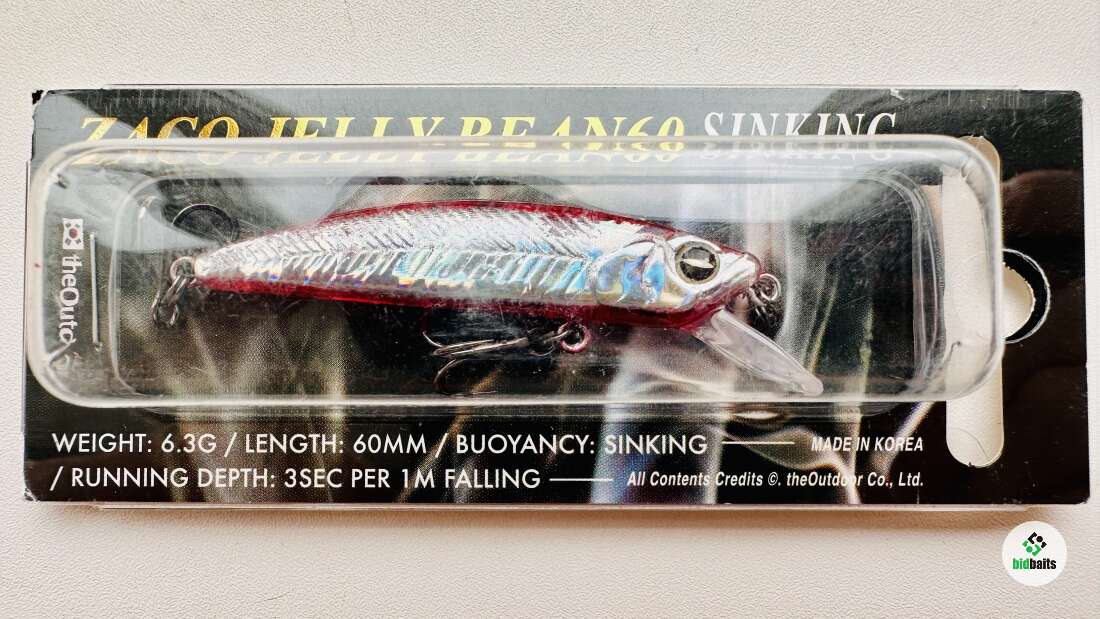 ZACO JELLY BEAN60 SINKING
theOutd
WEIGHT: 6.3G / LENGTH: 60MM / BUOYANCY: SINKING
MADE IN KOREA
/ RUNNING DEPTH: 3SEC PER 1M FALLING
All Contents Credits ©. theOutdoor Co., Ltd.
bidbaits